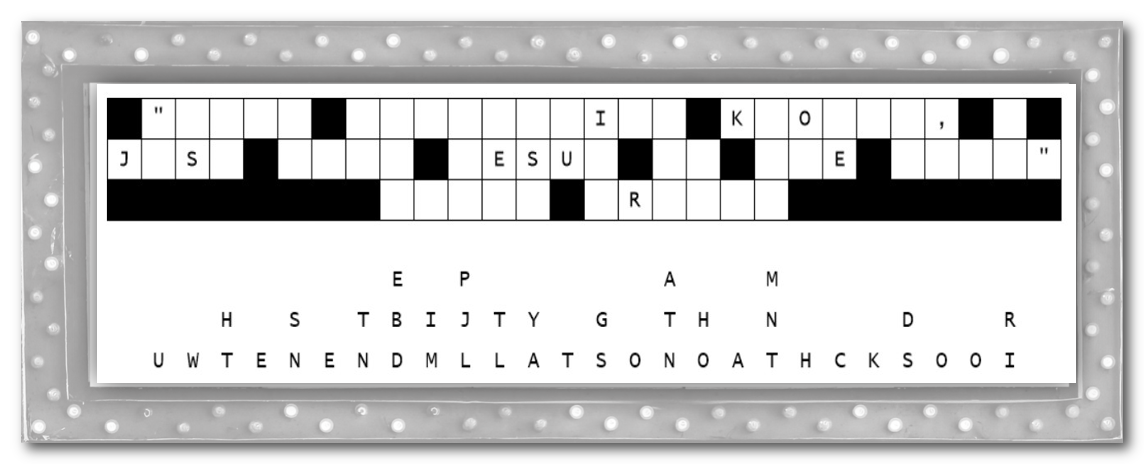 " I K O ,
J S E S U E "
R
E P A M
H S T B I J T Y G T H N D R
U W T E N E N D M L L A T S O N O A T H C K S O O I